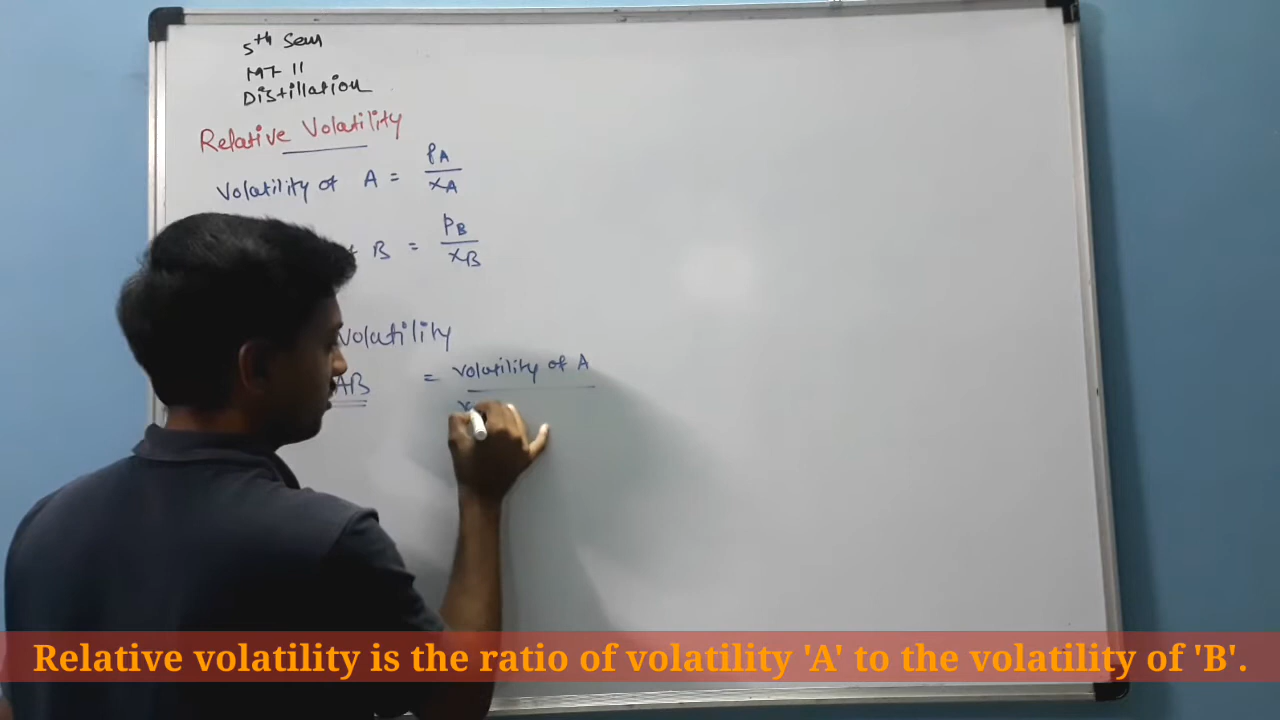 5th Sem
MT II
Distillation
Relative Volatility
Volatility of A = PA / xA
B = PB / xB
volatility
AB = volatility of A
Relative volatility is the ratio of volatility 'A' to the volatility of 'B'.